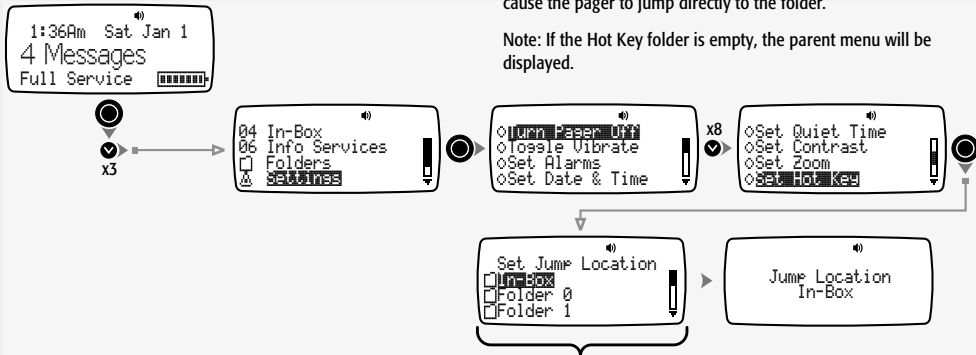 cause the pager to jump directly to the folder.
Note: If the Hot Key folder is empty, the parent menu will be
displayed.
1:36Am Sat Jan 1
4 Messages
Full Service
x3
04 In-Box
06 Info Services
Folders
Settings
Turn Pager Off
Toggle Vibrate
Set Alarms
Set Date & Time
x8
Set Quiet Time
Set Contrast
Set Zoom
Set Hot Key
Set Jump Location
In-Box
Folder 0
Folder 1
Jump Location
In-Box